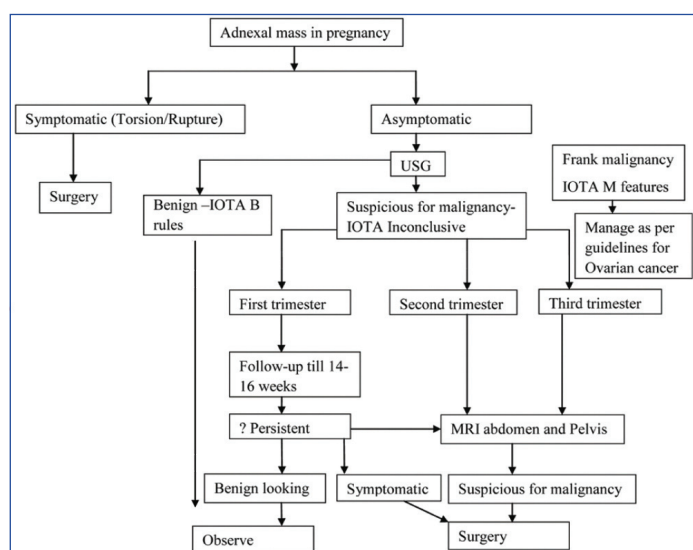 Adnexal mass in pregnancy
Symptomatic (Torsion/Rupture)
Asymptomatic
Surgery
USG
Benign –IOTA B
rules
Suspicious for malignancy-
IOTA Inconclusive
Frank malignancy
IOTA M features
Manage as per
guidelines for
Ovarian cancer
First trimester
Second trimester
Third trimester
Follow-up till 14-
16 weeks
? Persistent
MRI abdomen and Pelvis
Benign looking
Symptomatic
Suspicious for malignancy
Observe
Surgery